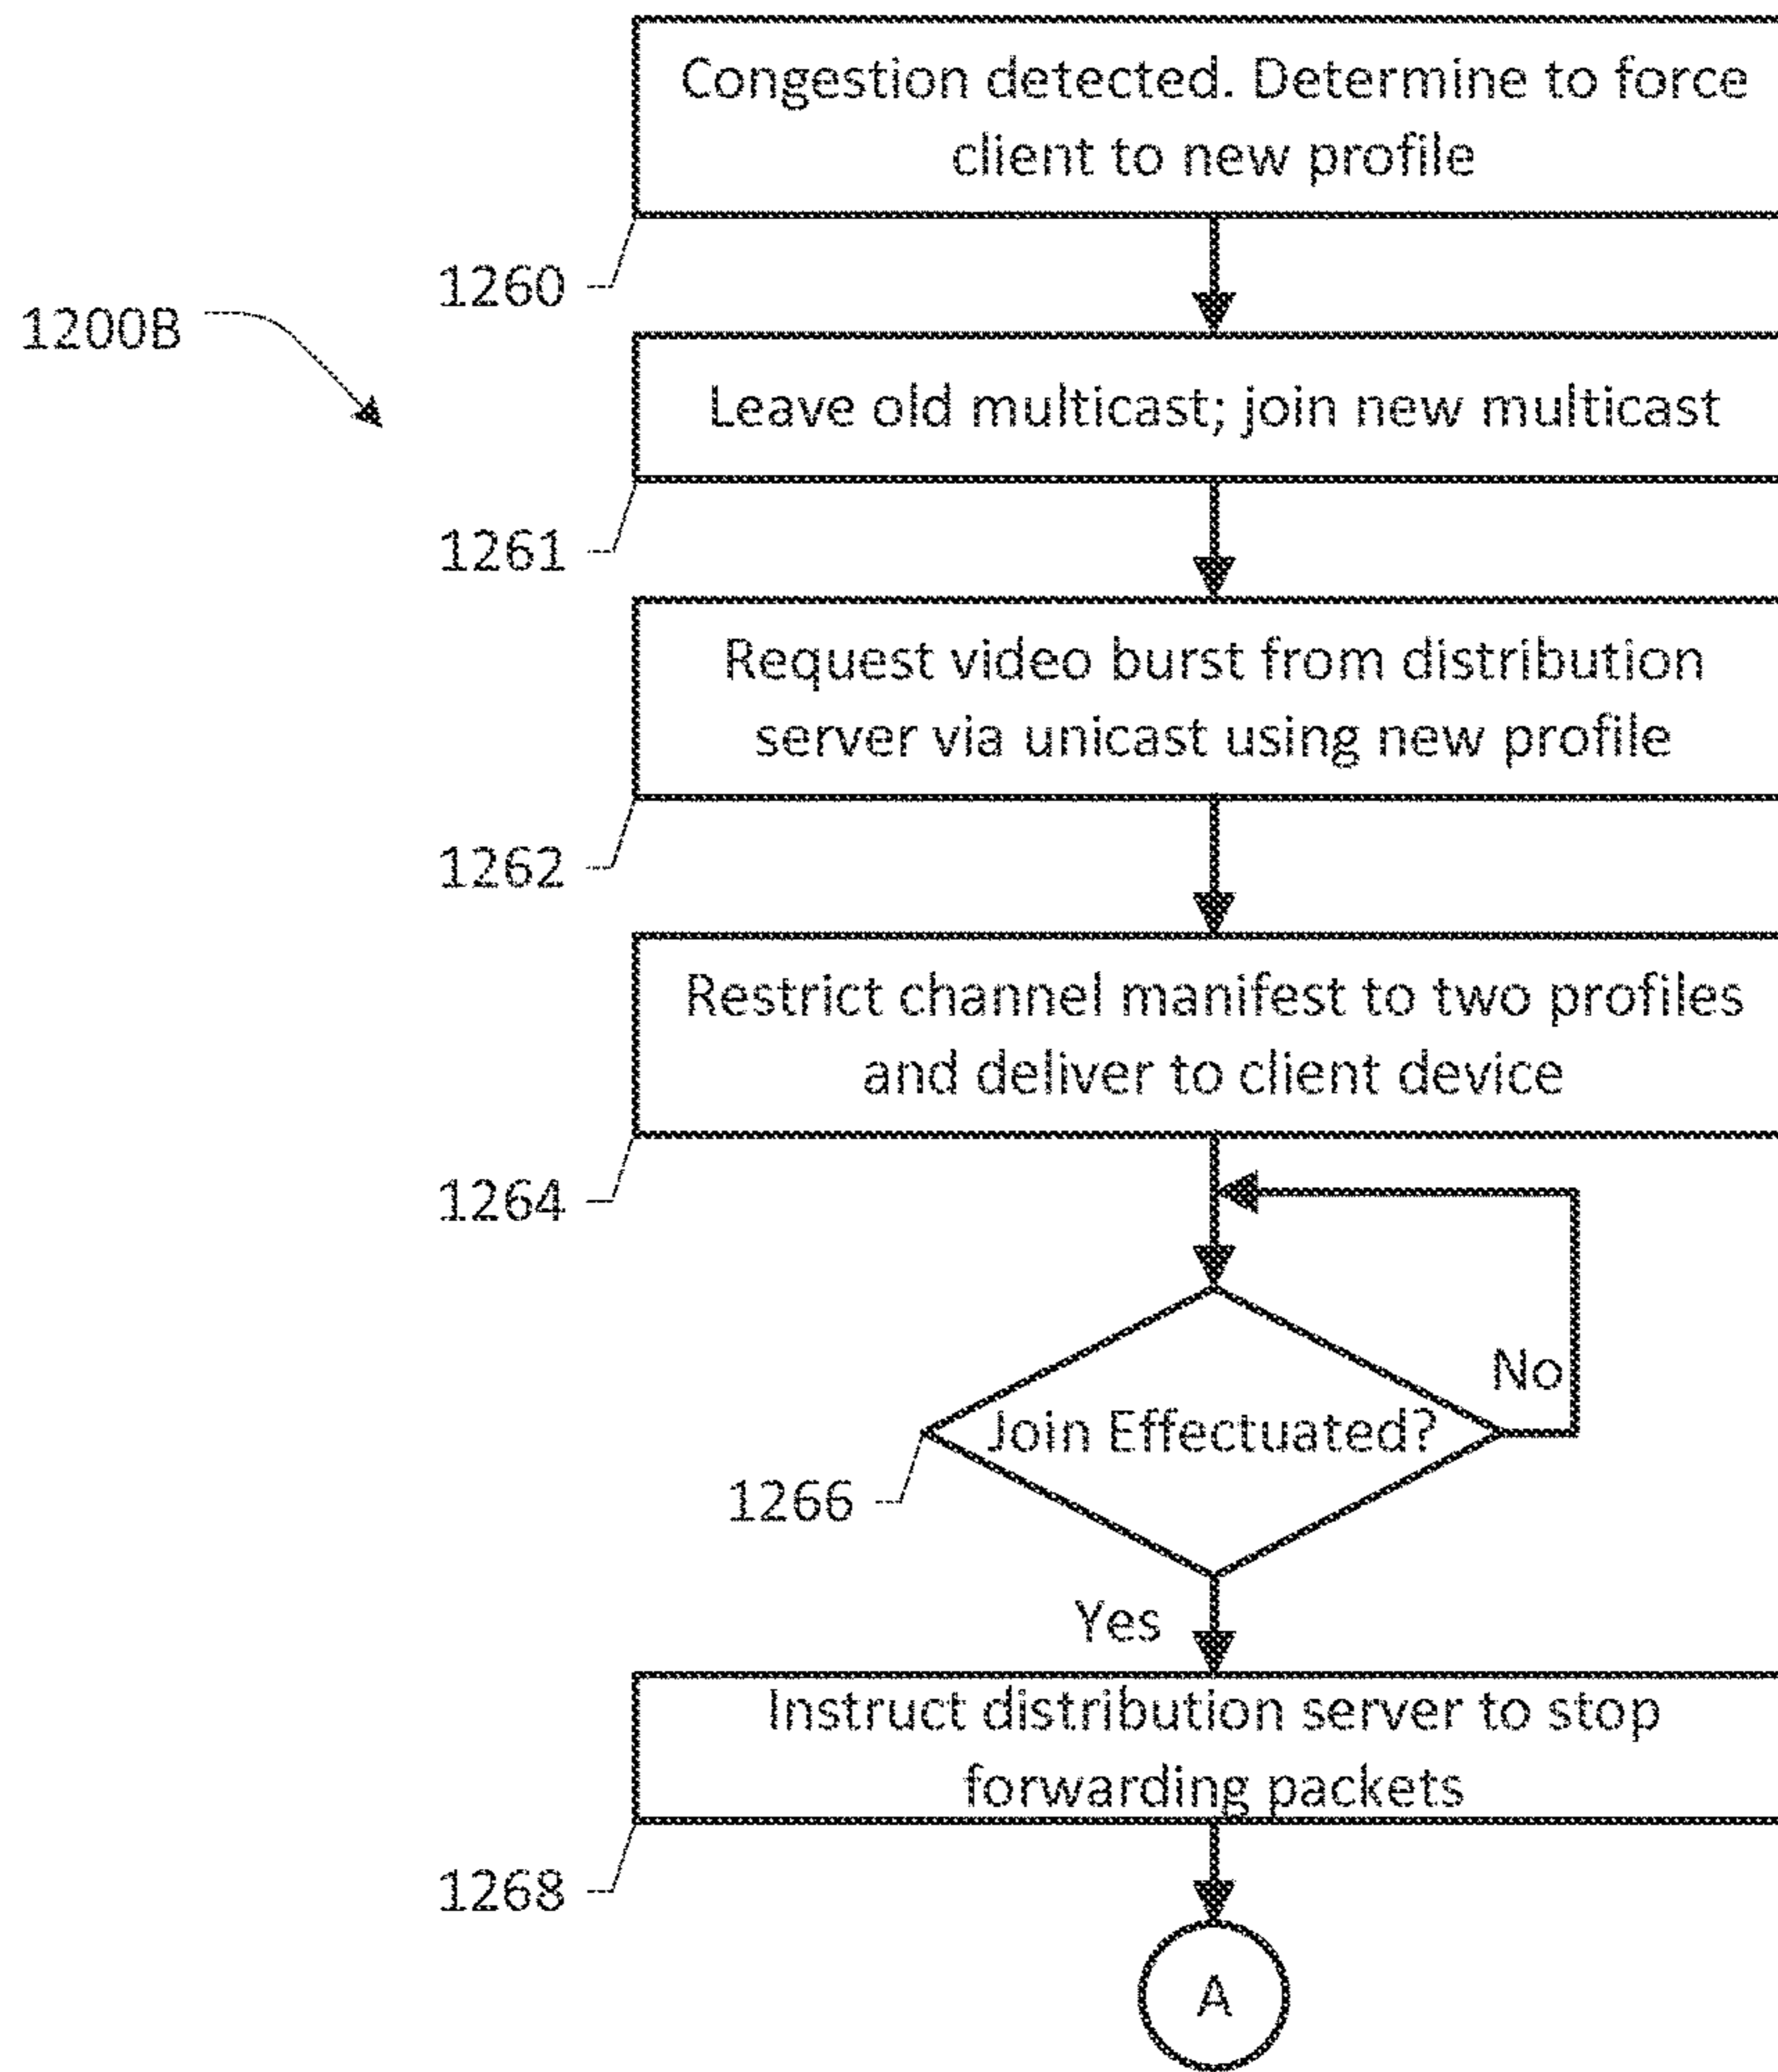 Congestion detected. Determine to force
client to new profile
1260
1200B
Leave old multicast; join new multicast
1261
Request video burst from distribution
server via unicast using new profile
1262
Restrict channel manifest to two profiles
and deliver to client device
1264
No
Join Effectuated?
1266
Yes
Instruct distribution server to stop
forwarding packets
1268
A